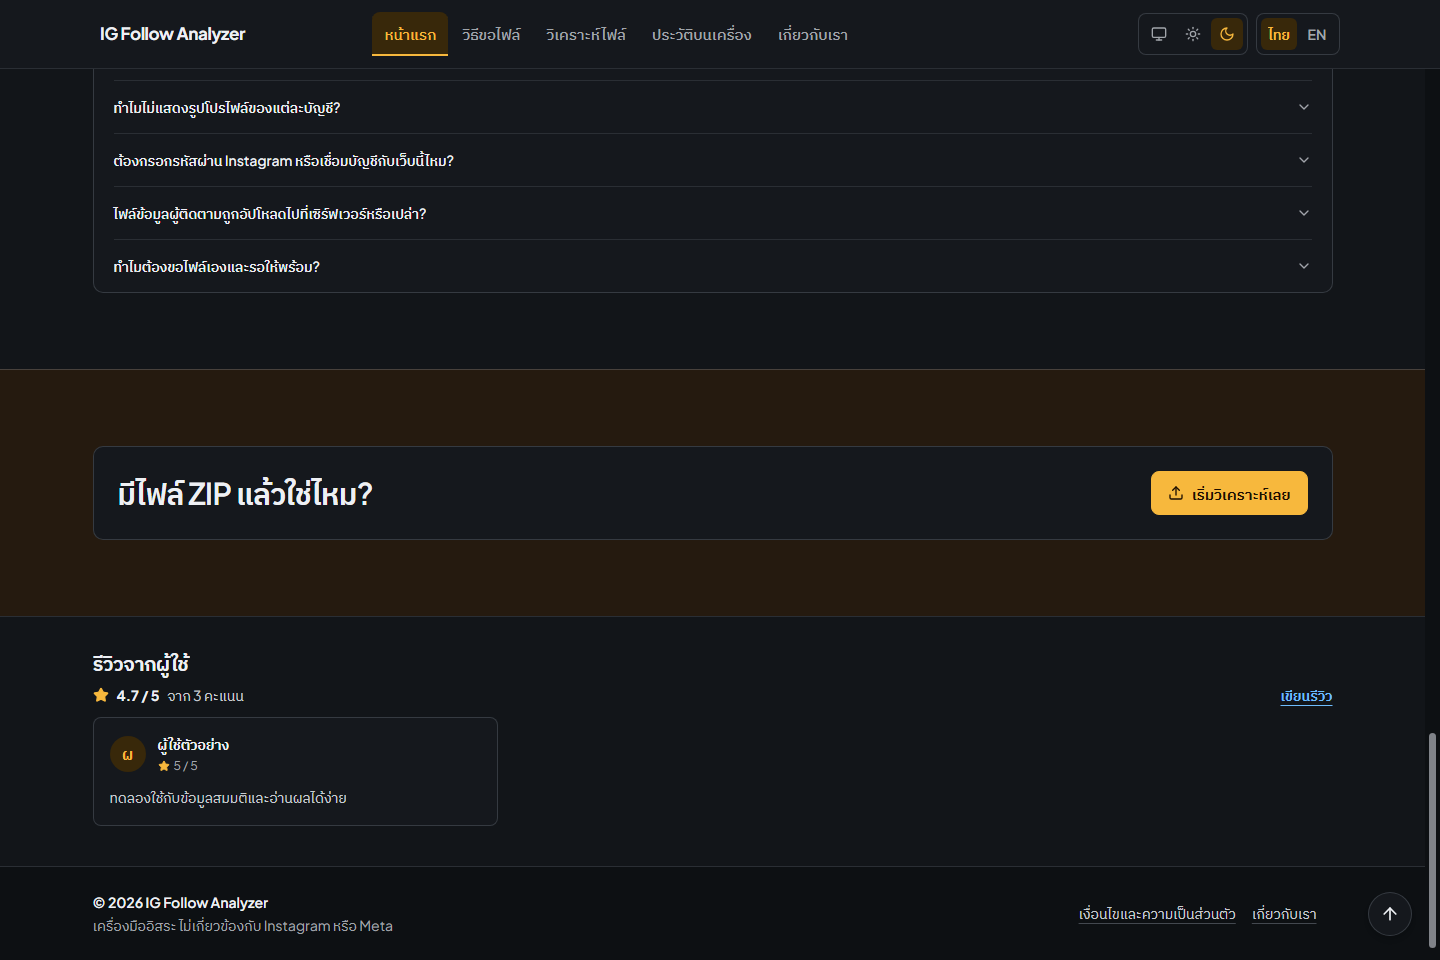 IG Follow Analyzer
หน้าแรก
วิธีขอไฟล์
วิเคราะห์ไฟล์
ประวัติบนเครื่อง
เกี่ยวกับเรา
ไทย
EN
ทำไมไม่แสดงรูปโปรไฟล์ของแต่ละบัญชี?
ต้องกรอกรหัสผ่าน Instagram หรือเชื่อมบัญชีกับเว็บนี้ไหม?
ไฟล์ข้อมูลผู้ติดตามถูกอัปโหลดไปที่เซิร์ฟเวอร์หรือเปล่า?
ทำไมต้องขอไฟล์เองและรอให้พร้อม?
มีไฟล์ ZIP แล้วใช่ไหม?
เริ่มวิเคราะห์เลย
รีวิวจากผู้ใช้
4.7 / 5 จาก 3 คะแนน
เขียนรีวิว
ผ
ผู้ใช้ตัวอย่าง
5 / 5
ทดลองใช้กับข้อมูลสมมติและอ่านผลได้ง่าย
© 2026 IG Follow Analyzer
เครื่องมืออิสระ ไม่เกี่ยวข้องกับ Instagram หรือ Meta
เงื่อนไขและความเป็นส่วนตัว
เกี่ยวกับเรา